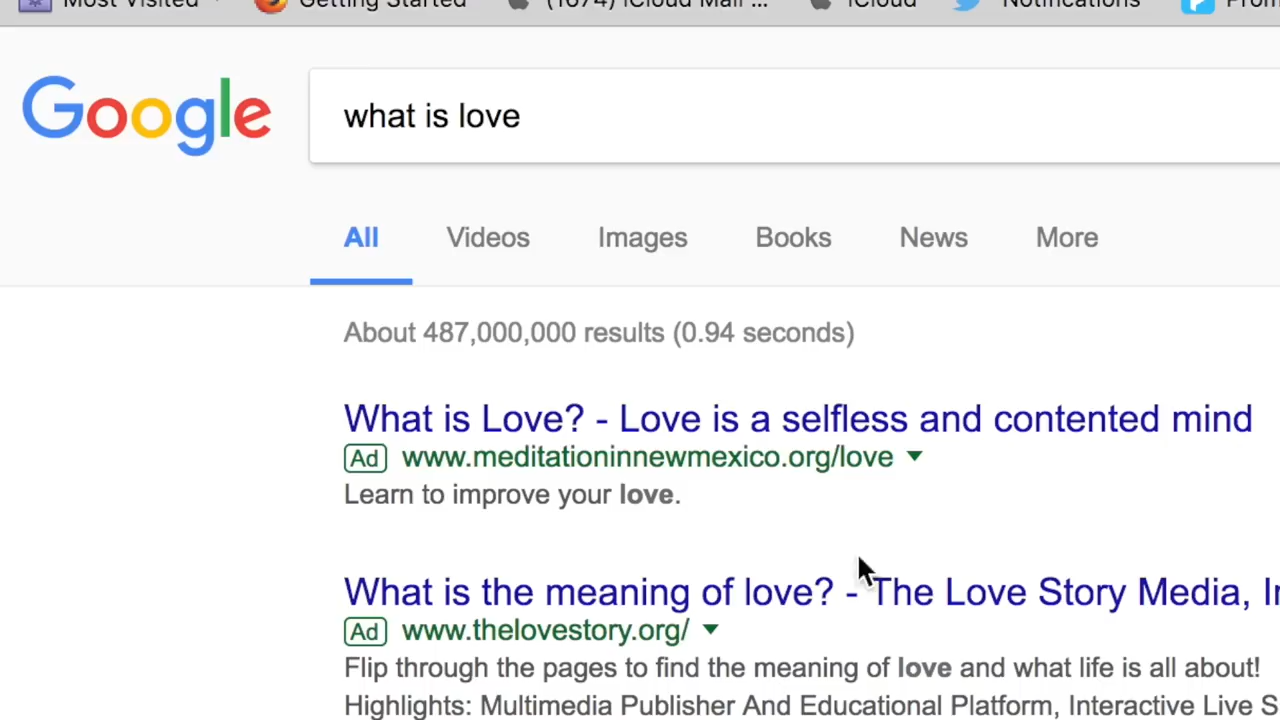 Most Visited Getting Started (1674) iCloud Mail ... iCloud Notifications
Google what is love
All Videos Images Books News More
About 487,000,000 results (0.94 seconds)
What is Love? - Love is a selfless and contented mind
Ad www.meditationinnewmexico.org/love
Learn to improve your love.
What is the meaning of love? - The Love Story Media,
Ad www.thelovestory.org/
Flip through the pages to find the meaning of love and what life is all about!
Highlights: Multimedia Publisher And Educational Platform, Interactive Live